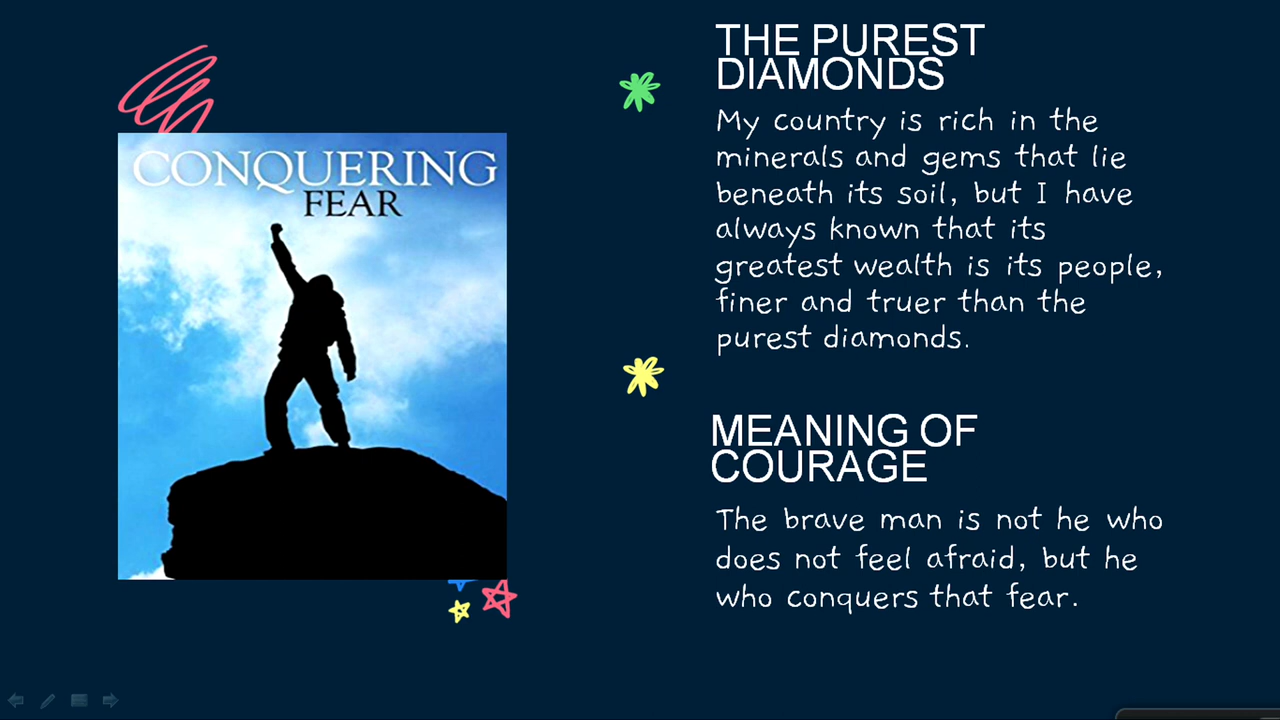 CONQUERING
FEAR
THE PUREST
DIAMONDS
My country is rich in the
minerals and gems that lie
beneath its soil, but I have
always known that its
greatest wealth is its people,
finer and truer than the
purest diamonds.
MEANING OF
COURAGE
The brave man is not he who
does not feel afraid, but he
who conquers that fear.